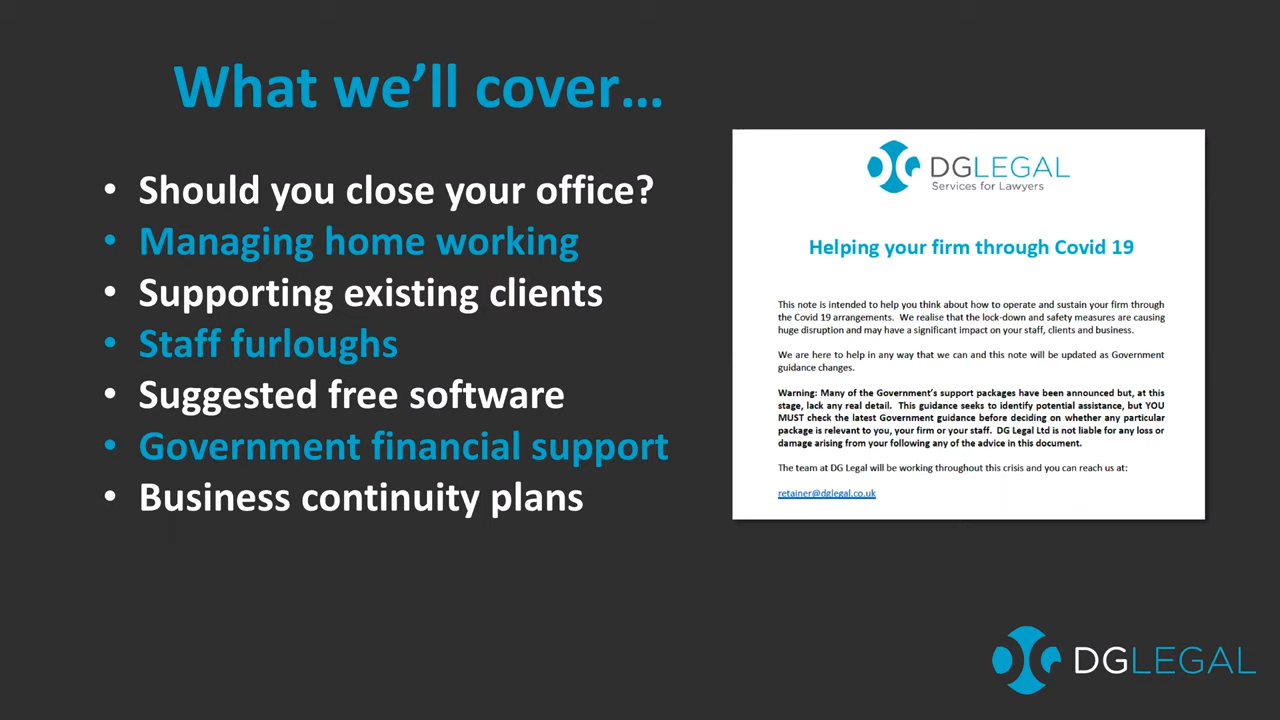 What we'll cover...
• Should you close your office?
• Managing home working
• Supporting existing clients
• Staff furloughs
• Suggested free software
• Government financial support
• Business continuity plans
DGLEGAL
Services for Lawyers
Helping your firm through Covid 19
This note is intended to help you think about how to operate and sustain your firm through
the Covid 19 arrangements. We realise that the lock-down and safety measures are causing
huge disruption and may have a significant impact on your staff, clients and business.
We are here to help in any way that we can and this note will be updated as Government
guidance changes.
Warning: Many of the Government's support packages have been announced but, at this
stage, lack any real detail. This guidance seeks to identify potential assistance, but YOU
MUST check the latest Government guidance before deciding on whether any particular
package is relevant to you, your firm or your staff. DG Legal Ltd is not liable for any loss or
damage arising from your following any of the advice in this document.
The team at DG Legal will be working throughout this crisis and you can reach us at:
retainer@dglegal.co.uk
DGLEGAL